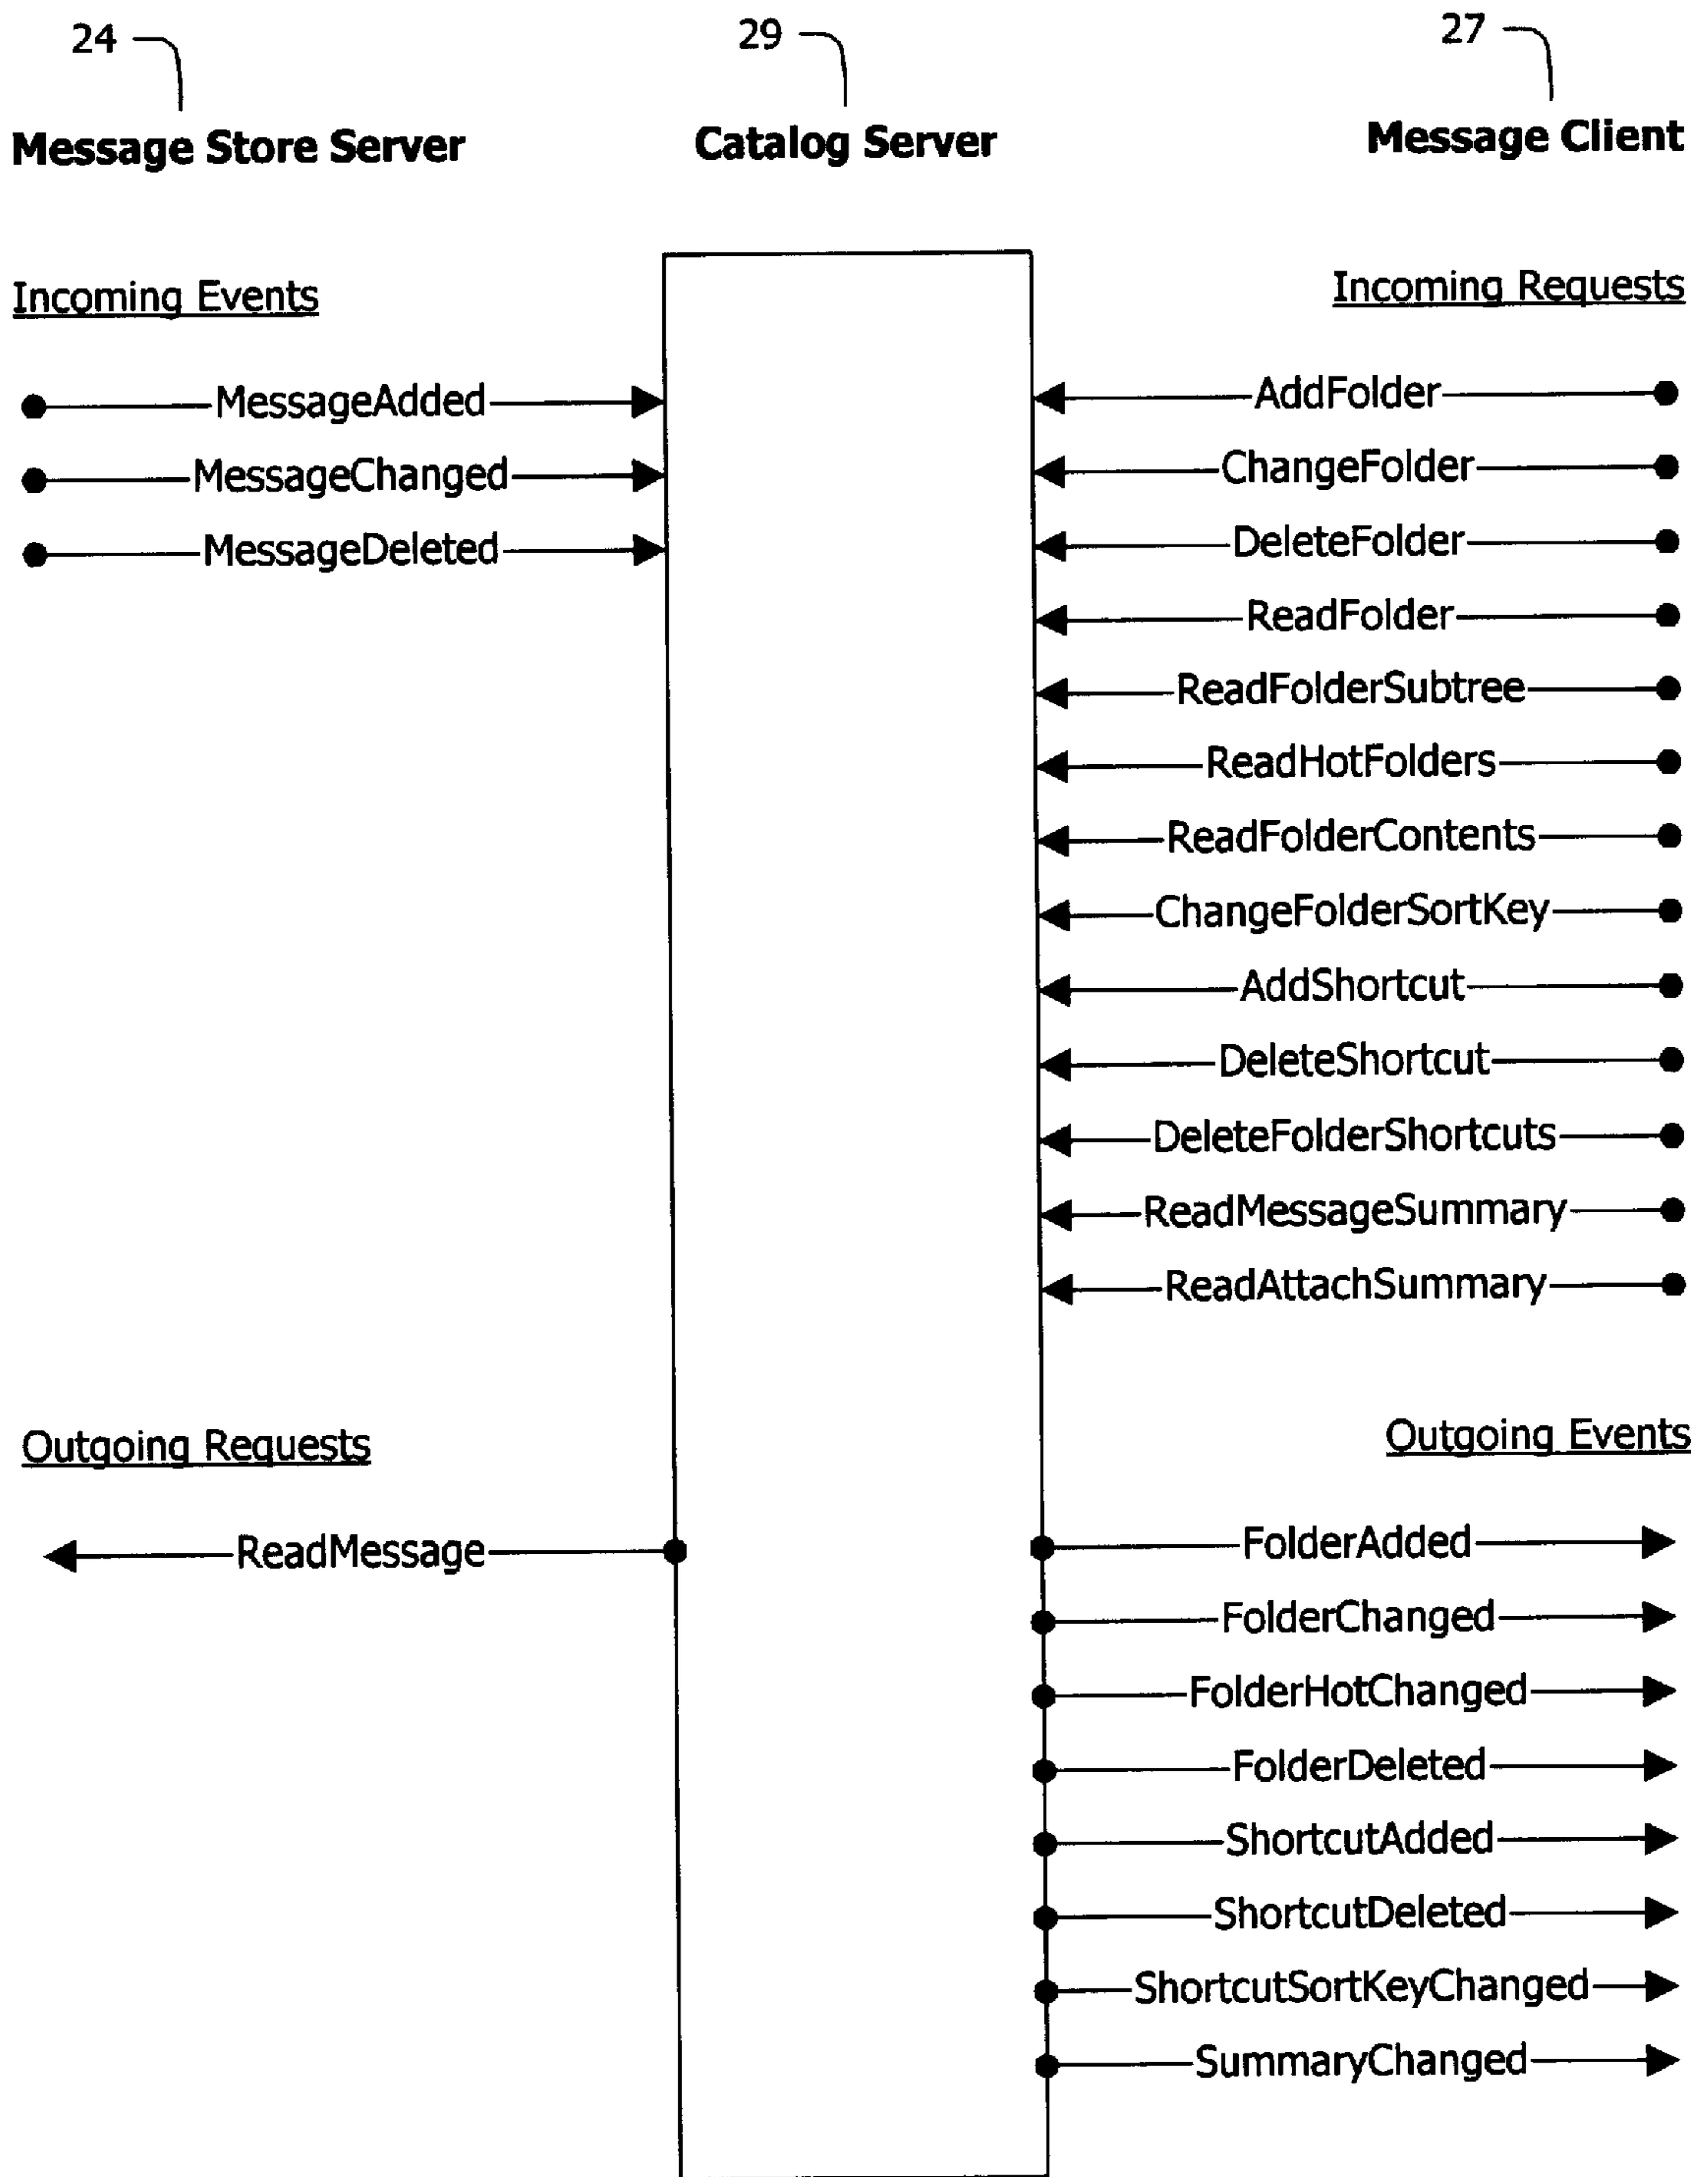 24
29
27
Message Store Server
Catalog Server
Message Client
Incoming Events
Incoming Requests
MessageAdded
AddFolder
MessageChanged
ChangeFolder
MessageDeleted
DeleteFolder
ReadFolder
ReadFolderSubtree
ReadHotFolders
ReadFolderContents
ChangeFolderSortKey
AddShortcut
DeleteShortcut
DeleteFolderShortcuts
ReadMessageSummary
ReadAttachSummary
Outgoing Requests
Outgoing Events
ReadMessage
FolderAdded
FolderChanged
FolderHotChanged
FolderDeleted
ShortcutAdded
ShortcutDeleted
ShortcutSortKeyChanged
SummaryChanged